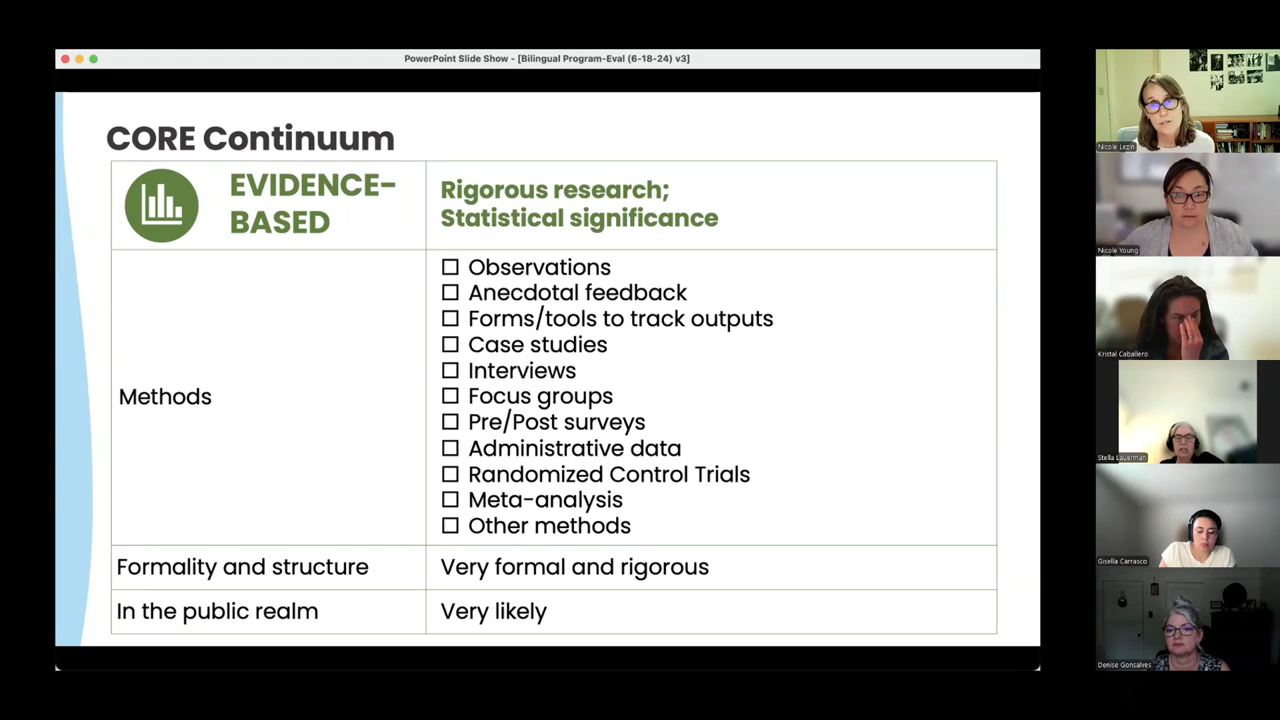 PowerPoint Slide Show - [Bilingual Program-Eval (6-18-24) v3]
CORE Continuum
EVIDENCE-
BASED
Rigorous research;
Statistical significance
Methods
☐ Observations
☐ Anecdotal feedback
☐ Forms/tools to track outputs
☐ Case studies
☐ Interviews
☐ Focus groups
☐ Pre/Post surveys
☐ Administrative data
☐ Randomized Control Trials
☐ Meta-analysis
☐ Other methods
Formality and structure
Very formal and rigorous
In the public realm
Very likely
Nicole Lezin
Nicole Young
Kristal Caballero
Stella Lauerman
Gisella Carrasco
Denise Gonsalves